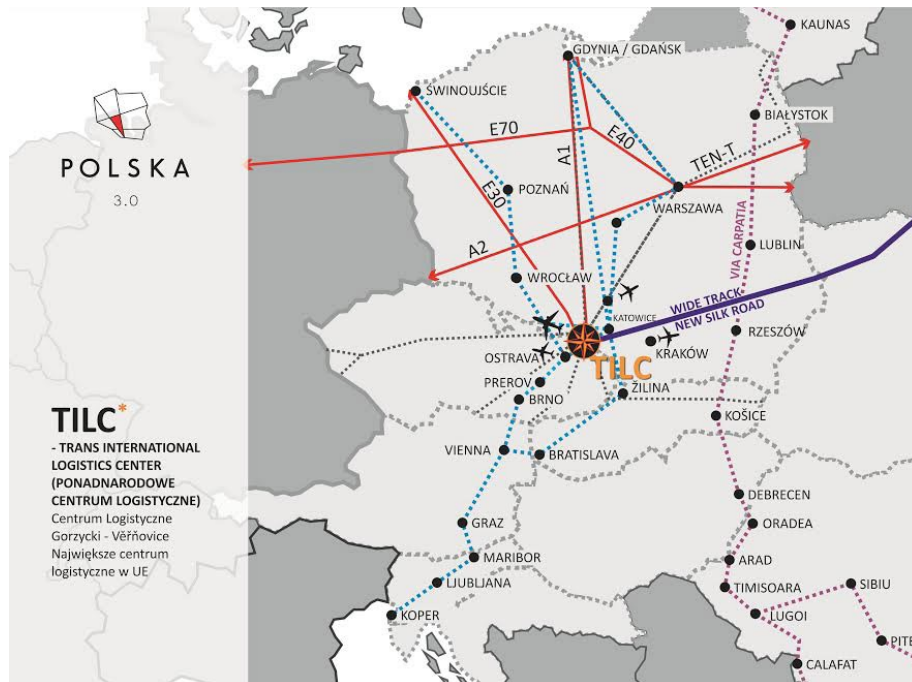 POLSKA
3.0
TILC*
- TRANS INTERNATIONAL
LOGISTICS CENTER
(PONADNARODOWE
CENTRUM LOGISTYCZNE)
Centrum Logistyczne
Gorzycki - Věřňovice
Największe centrum
logistyczne w UE
KAUNAS
GDYNIA / GDAŃSK
ŚWINOUJŚCIE
BIAŁYSTOK
E70
A1
E40
TEN-T
E30
POZNAŃ
WARSZAWA
A2
VIA CARPATIA
LUBLIN
WROCŁAW
WIDE TRACK
NEW SILK ROAD
KATOWICE
RZESZÓW
OSTRAVA
KRAKÓW
TILC
PREROV
ŽILINA
BRNO
KOŠICE
VIENNA
BRATISLAVA
DEBRECEN
GRAZ
ORADEA
MARIBOR
ARAD
LJUBLJANA
TIMISOARA
SIBIU
KOPER
LUGOI
PITE
CALAFAT